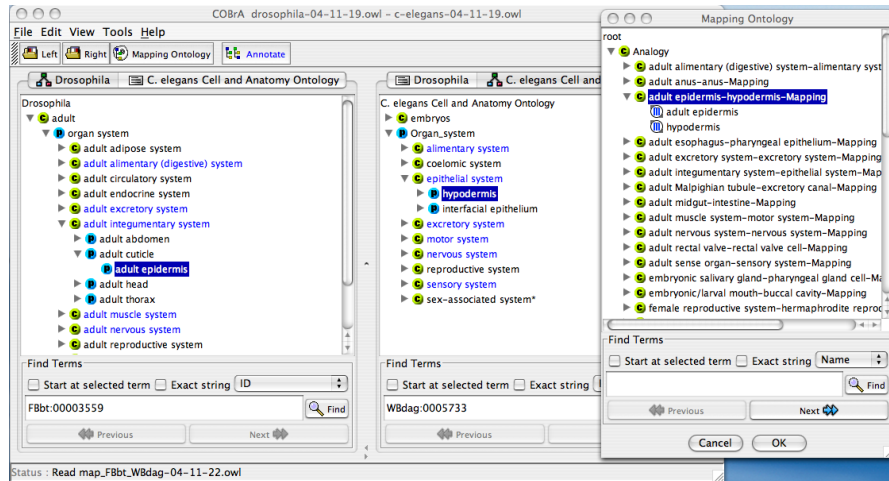 COBrA drosophila-04-11-19.owl - c-elegans-04-11-19.owl
File Edit View Tools Help
Left Right Mapping Ontology Annotate
Drosophila C. elegans Cell and Anatomy Ontology
Drosophila
adult
organ system
adult adipose system
adult alimentary (digestive) system
adult circulatory system
adult endocrine system
adult excretory system
adult integumentary system
adult abdomen
adult cuticle
adult epidermis
adult head
adult thorax
adult muscle system
adult nervous system
adult reproductive system
Find Terms
Start at selected term Exact string ID
FBbt:00003559 Find
Previous Next
Drosophila C. elegans Cell and
C. elegans Cell and Anatomy Ontology
embryos
Organ_system
alimentary system
coelomic system
epithelial system
hypodermis
interfacial epithelium
excretory system
motor system
nervous system
reproductive system
sensory system
sex-associated system*
Find Terms
Start at selected term Exact string
WBdag:0005733
Previous
Status : Read map_FBbt_WBdag-04-11-22.owl
Mapping Ontology
root
Analogy
adult alimentary (digestive) system-alimentary syst
adult anus-anus-Mapping
adult epidermis-hypodermis-Mapping
adult epidermis
hypodermis
adult esophagus-pharyngeal epithelium-Mapping
adult excretory system-excretory system-Mapping
adult integumentary system-epithelial system-Map
adult Malpighian tubule-excretory canal-Mapping
adult midgut-intestine-Mapping
adult muscle system-motor system-Mapping
adult nervous system-nervous system-Mapping
adult rectal valve-rectal valve cell-Mapping
adult sense organ-sensory system-Mapping
embryonic salivary gland-pharyngeal gland cell-Ma
embryonic/larval mouth-buccal cavity-Mapping
female reproductive system-hermaphrodite reproc
Find Terms
Start at selected term Exact string Name
Find
Previous Next
Cancel OK